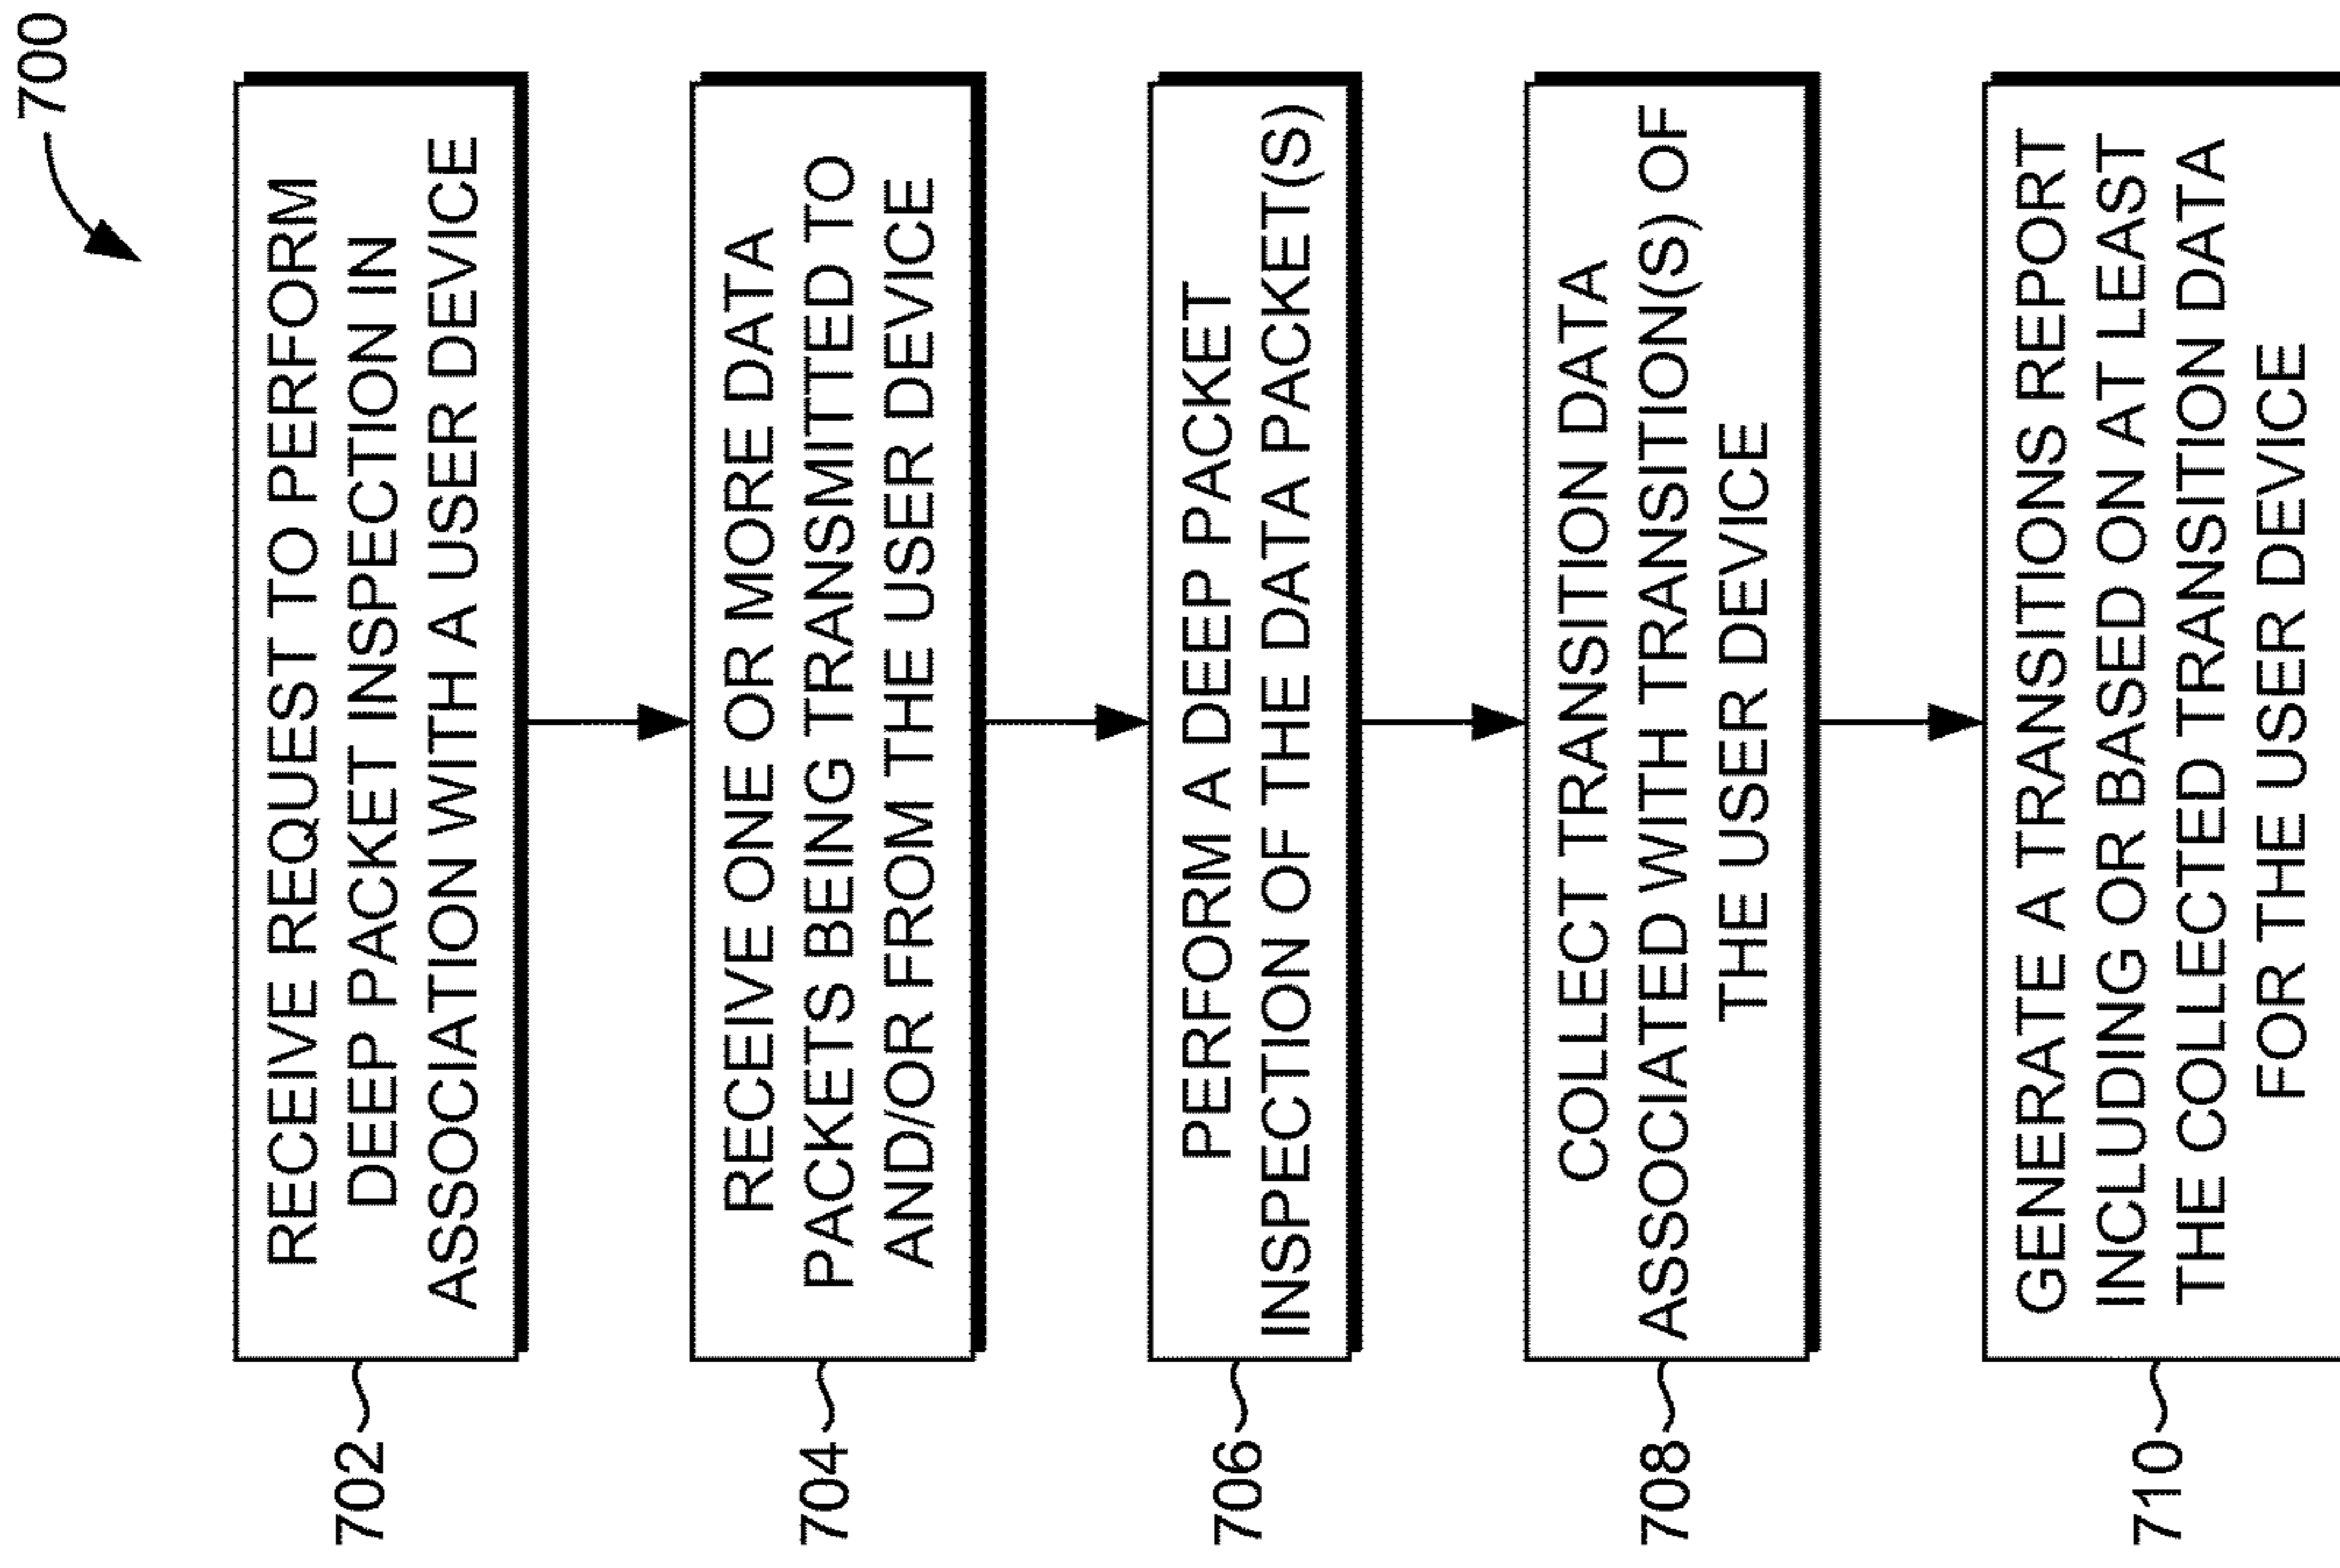 700
702
RECEIVE REQUEST TO PERFORM
DEEP PACKET INSPECTION IN
ASSOCIATION WITH A USER DEVICE
704
RECEIVE ONE OR MORE DATA
PACKETS BEING TRANSMITTED TO
AND/OR FROM THE USER DEVICE
706
PERFORM A DEEP PACKET
INSPECTION OF THE DATA PACKET(S)
708
COLLECT TRANSITION DATA
ASSOCIATED WITH TRANSITION(S) OF
THE USER DEVICE
710
GENERATE A TRANSITIONS REPORT
INCLUDING OR BASED ON AT LEAST
THE COLLECTED TRANSITION DATA
FOR THE USER DEVICE